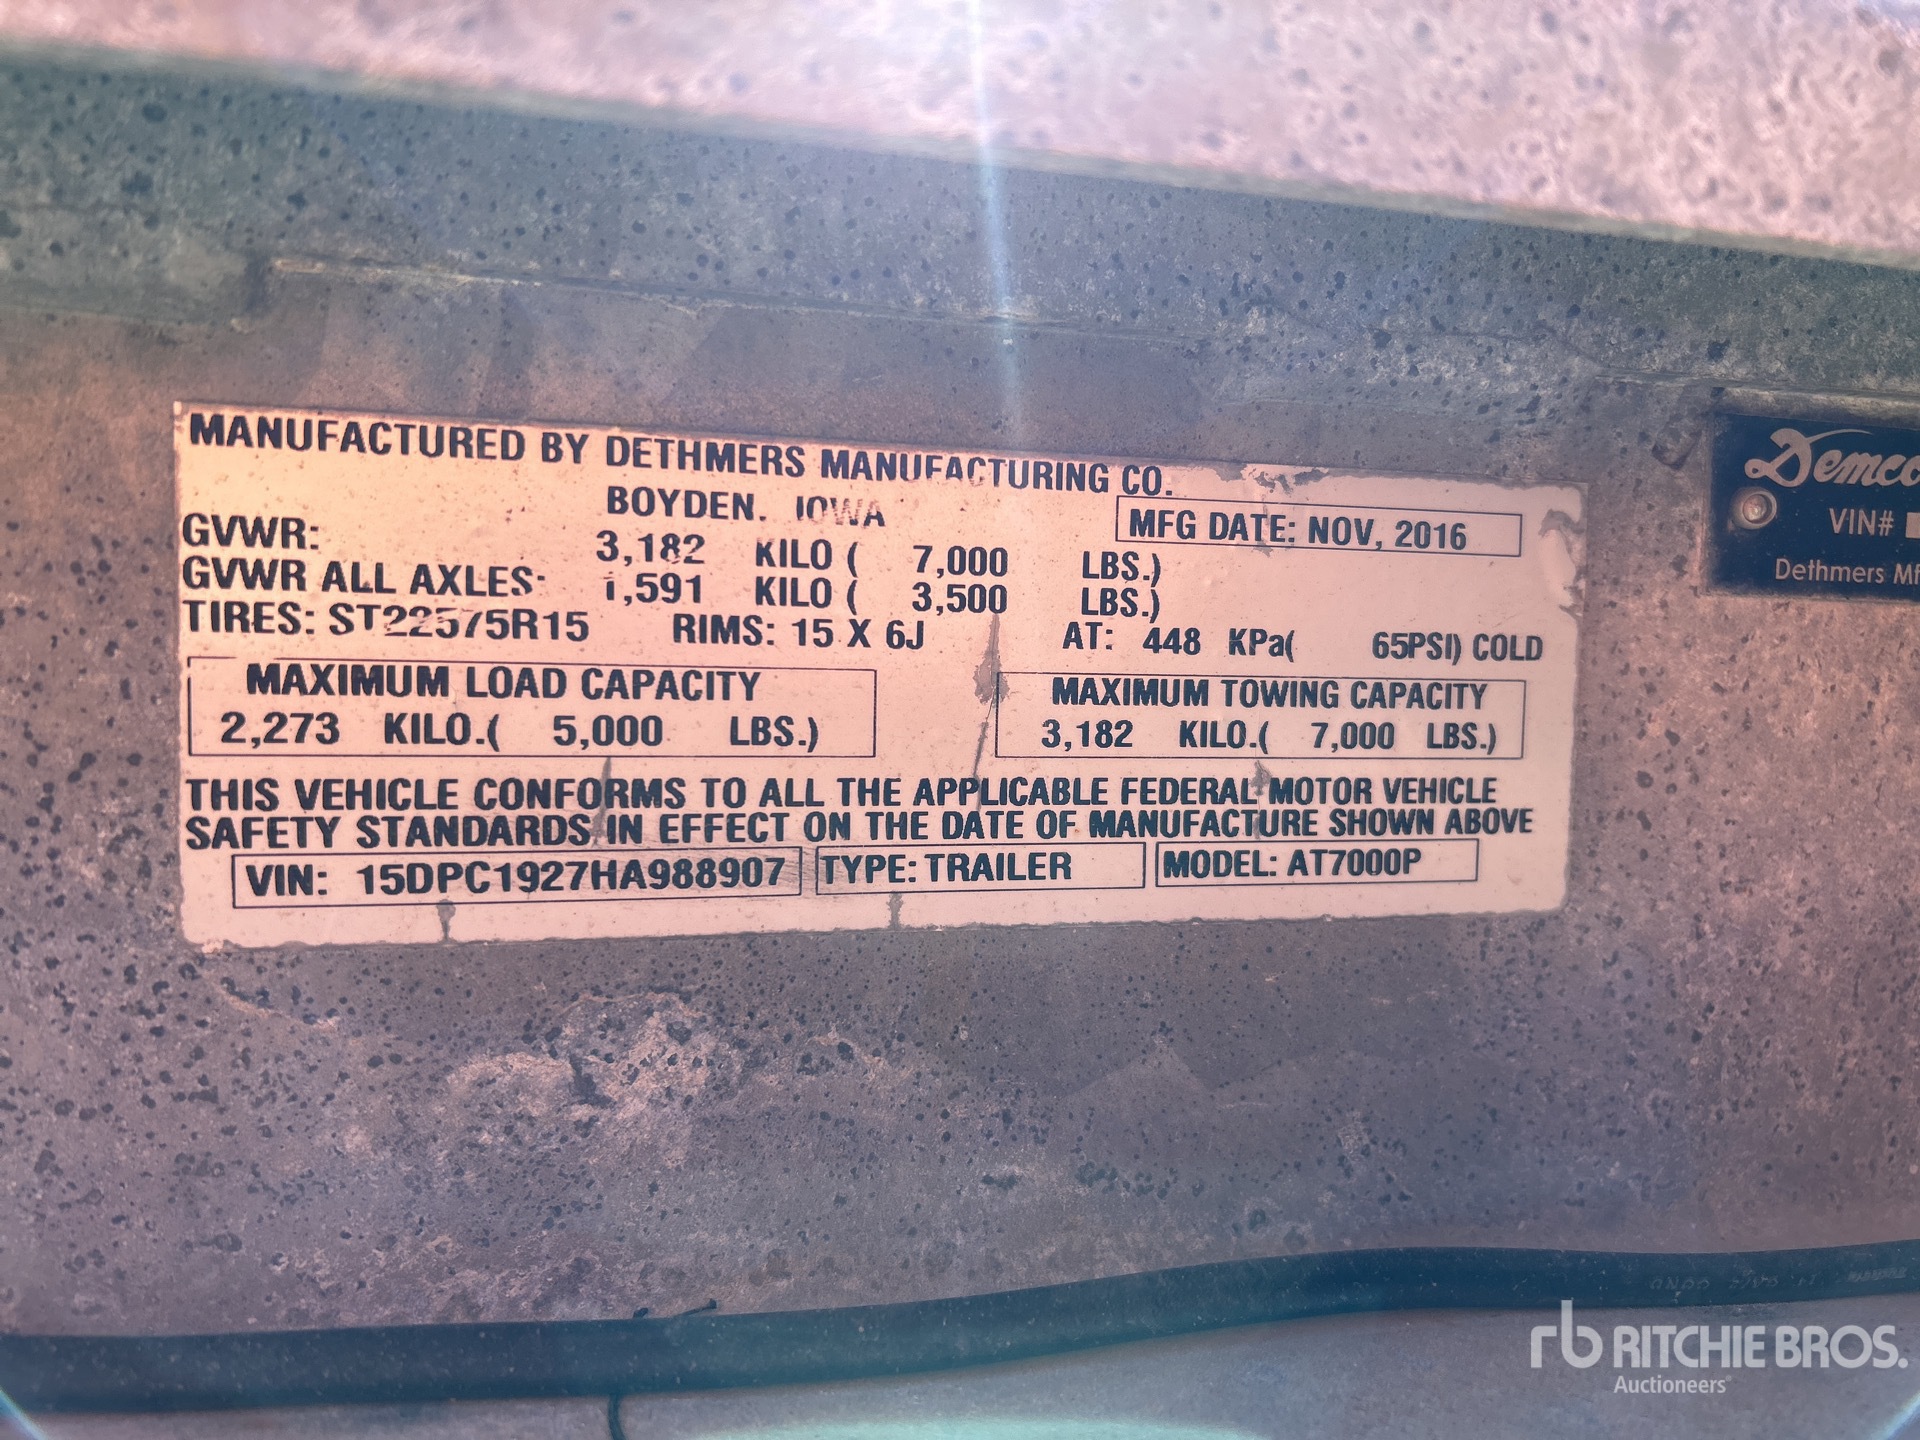 MANUFACTURED BY DETHMERS MANUFACTURING CO.
BOYDEN, IOWA
MFG DATE: NOV, 2016
GVWR: 3,182 KILO ( 7,000 LBS.)
GVWR ALL AXLES: 1,591 KILO ( 3,500 LBS.)
TIRES: ST22575R15 RIMS: 15 X 6J AT: 448 KPa( 65PSI) COLD
MAXIMUM LOAD CAPACITY
2,273 KILO.( 5,000 LBS.)
MAXIMUM TOWING CAPACITY
3,182 KILO.( 7,000 LBS.)
THIS VEHICLE CONFORMS TO ALL THE APPLICABLE FEDERAL MOTOR VEHICLE
SAFETY STANDARDS IN EFFECT ON THE DATE OF MANUFACTURE SHOWN ABOVE
VIN: 15DPC1927HA988907 TYPE: TRAILER MODEL: AT7000P
Demco
VIN#
Dethmers Mf
rb RITCHIE BROS.
Auctioneers